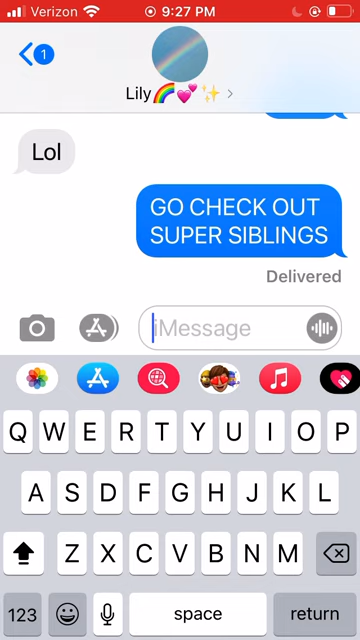 Verizon 9:27 PM
1
Lily🌈💕✨ >
Lol
GO CHECK OUT
SUPER SIBLINGS
Delivered
iMessage
Q W E R T Y U I O P
A S D F G H J K L
Z X C V B N M
123 space return